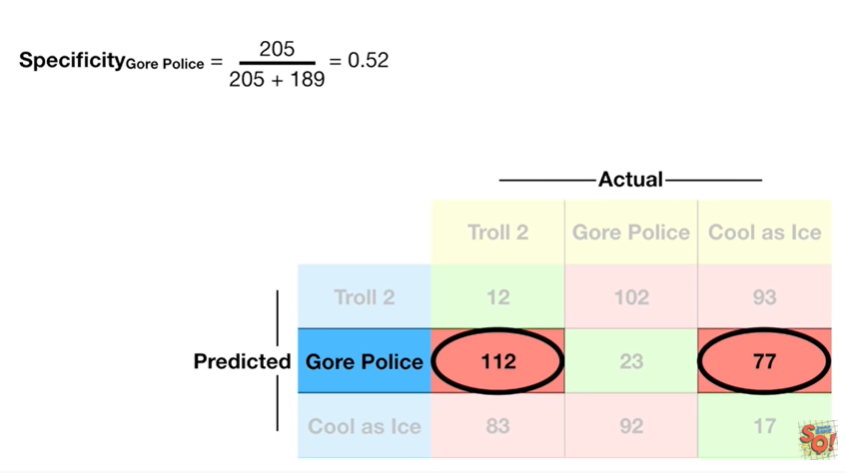 Specificity Gore Police = 205 / 205 + 189 = 0.52
Actual
Troll 2 Gore Police Cool as Ice
Troll 2 12 102 93
Predicted Gore Police 112 23 77
Cool as Ice 83 92 17
SQ!